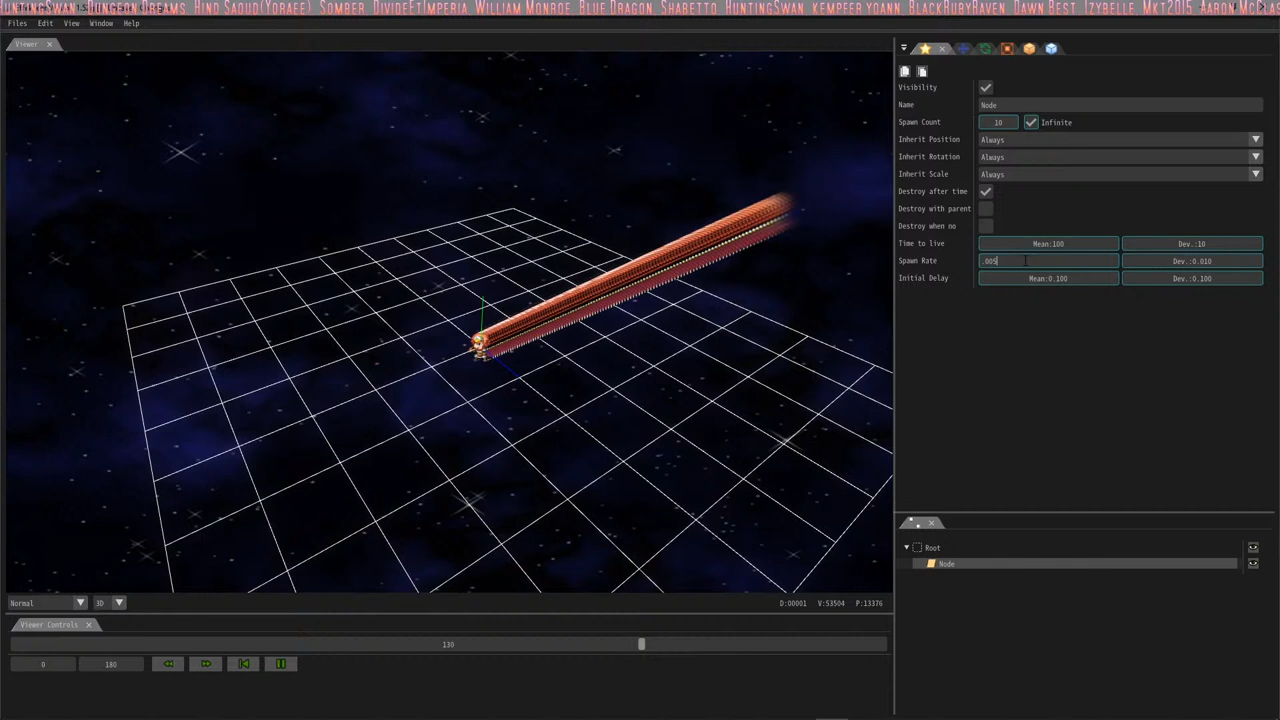 HuntingSwan Hind Saoud(Yoraee) Somber DivideEtImperia William Monroe Blue Dragon Shabetto HuntingSwan kempeer yoann BlackRubyRaven Dawn Best Izybelle Mkt2015
Files Edit View Window Help
Viewer
Visibility
Name Node
Spawn Count 10 Infinite
Inherit Position Always
Inherit Rotation Always
Inherit Scale Always
Destroy after time
Destroy with parent
Destroy when no
Time to live Mean:100 Dev.:10
Spawn Rate .005 Dev.:0.010
Initial Delay Mean:0.100 Dev.:0.100
Root
Node
Normal 3D D:00001 V:53504 P:13376
Viewer Controls
130
0 180